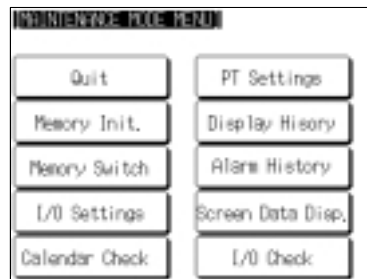 [MAINTENANCE MODE MENU]
Quit
PT Settings
Memory Init.
Display Hisory
Memory Switch
Alarm History
I/O Settings
Screen Data Disp.
Calendar Check
I/O Check